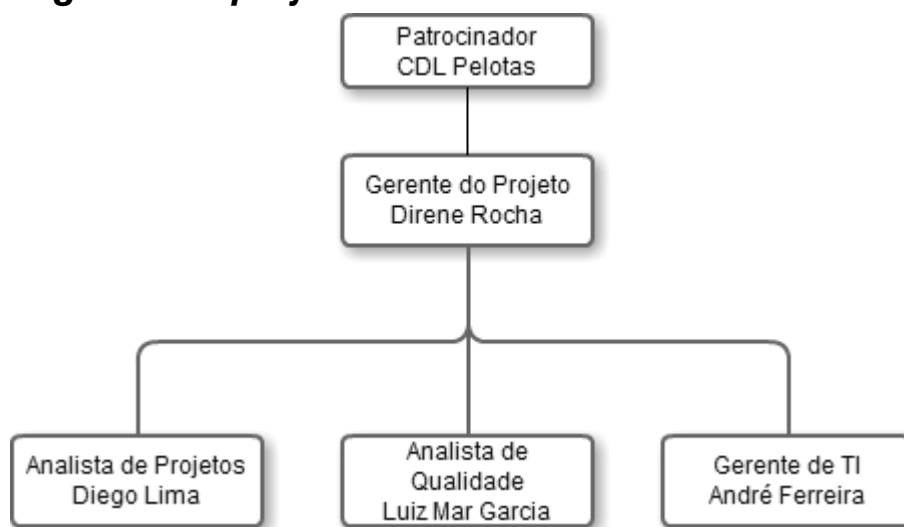 Patrocinador
CDL Pelotas
Gerente do Projeto
Direne Rocha
Analista de Projetos
Diego Lima
Analista de
Qualidade
Luiz Mar Garcia
Gerente de TI
André Ferreira